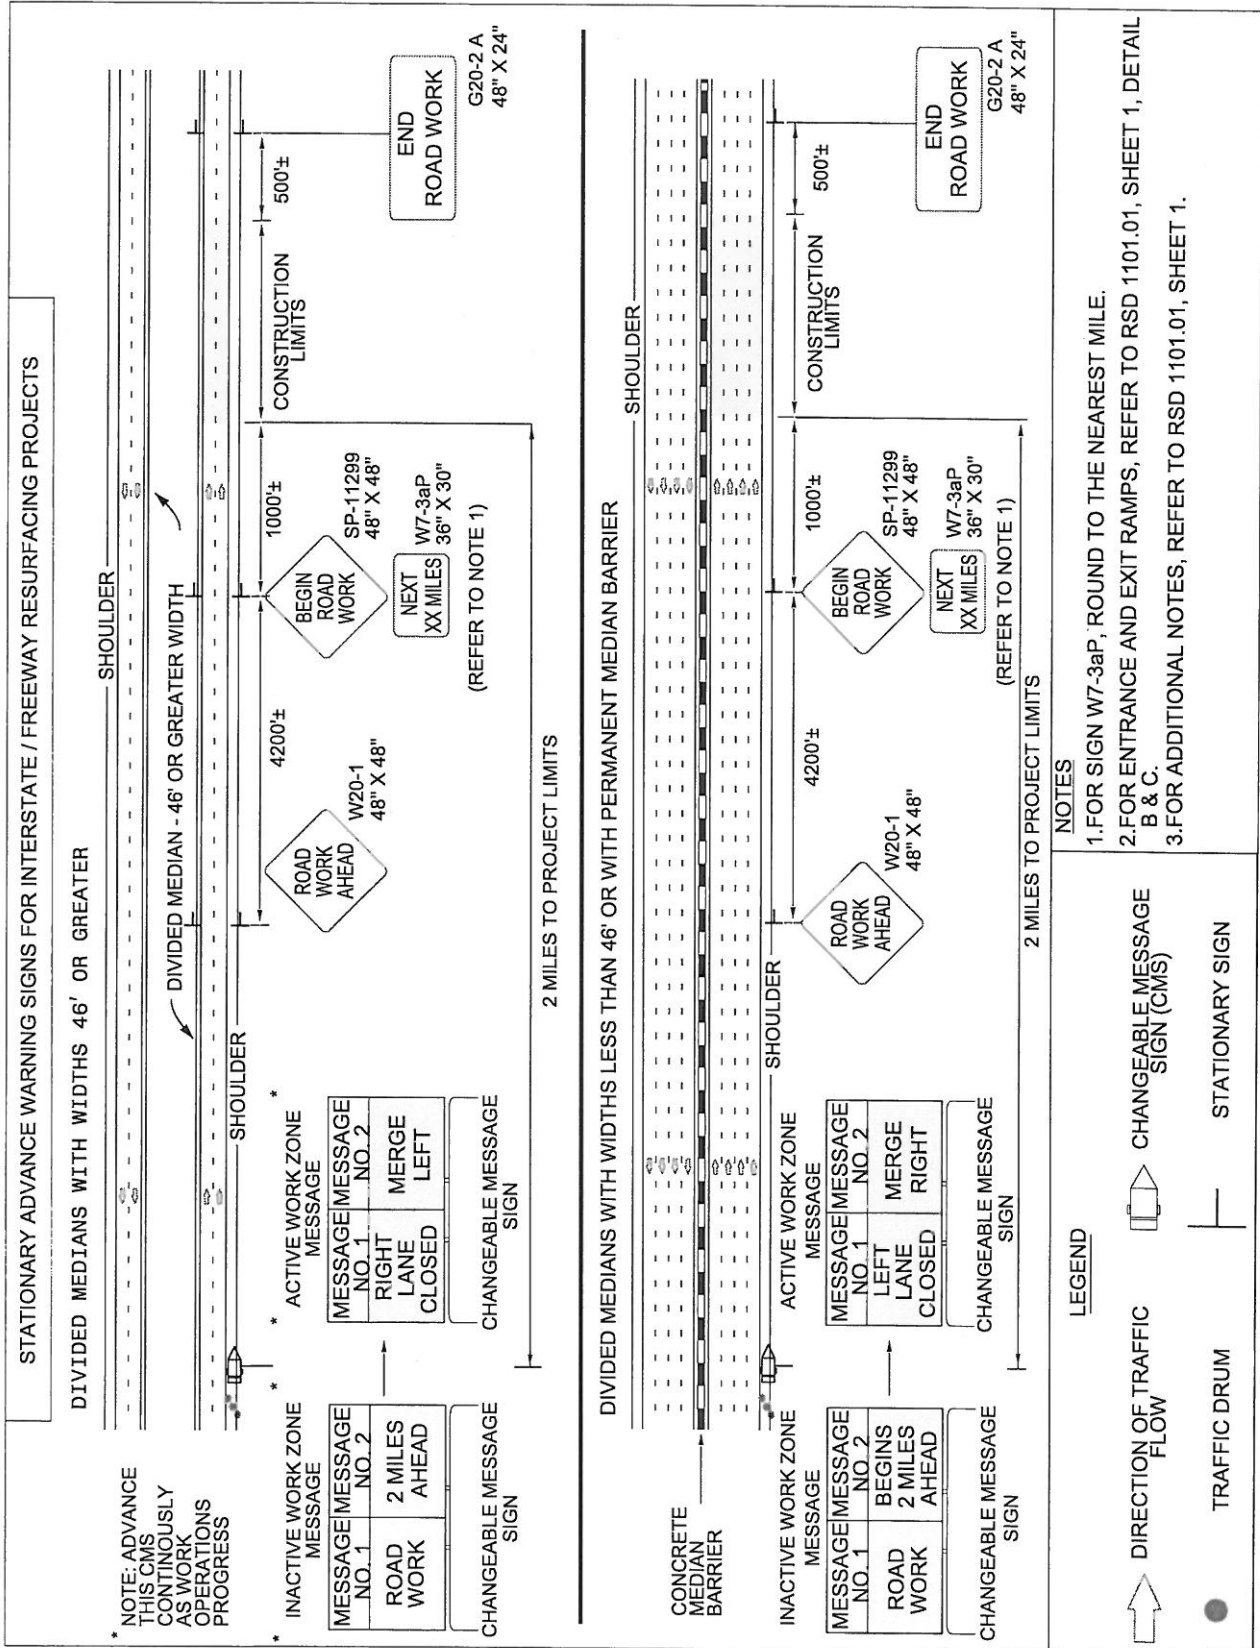 STATIONARY ADVANCE WARNING SIGNS FOR INTERSTATE / FREEWAY RESURFACING PROJECTS
DIVIDED MEDIANS WITH WIDTHS 46' OR GREATER
* NOTE: ADVANCE
THIS CMS
CONTINOUSLY
AS WORK
OPERATIONS
PROGRESS
SHOULDER
DIVIDED MEDIAN - 46' OR GREATER WIDTH
SHOULDER
* INACTIVE WORK ZONE *
MESSAGE
MESSAGE NO. 1
MESSAGE NO. 2
ROAD
WORK
2 MILES
AHEAD
CHANGEABLE MESSAGE
SIGN
* ACTIVE WORK ZONE *
MESSAGE
MESSAGE NO. 1
MESSAGE NO. 2
RIGHT
LANE
CLOSED
MERGE
LEFT
CHANGEABLE MESSAGE
SIGN
4200'±
1000'±
CONSTRUCTION
LIMITS
500'±
ROAD
WORK
AHEAD
W20-1
48" X 48"
BEGIN
ROAD
WORK
SP-11299
48" X 48"
NEXT
XX MILES
W7-3aP
36" X 30"
(REFER TO NOTE 1)
END
ROAD WORK
G20-2 A
48" X 24"
2 MILES TO PROJECT LIMITS
DIVIDED MEDIANS WITH WIDTHS LESS THAN 46' OR WITH PERMANENT MEDIAN BARRIER
SHOULDER
CONCRETE
MEDIAN
BARRIER
SHOULDER
INACTIVE WORK ZONE
MESSAGE
MESSAGE NO. 1
MESSAGE NO. 2
ROAD
WORK
BEGINS
2 MILES
AHEAD
CHANGEABLE MESSAGE
SIGN
ACTIVE WORK ZONE
MESSAGE
MESSAGE NO. 1
MESSAGE NO. 2
LEFT
LANE
CLOSED
MERGE
RIGHT
CHANGEABLE MESSAGE
SIGN
4200'±
1000'±
CONSTRUCTION
LIMITS
500'±
ROAD
WORK
AHEAD
W20-1
48" X 48"
BEGIN
ROAD
WORK
SP-11299
48" X 48"
NEXT
XX MILES
W7-3aP
36" X 30"
(REFER TO NOTE 1)
END
ROAD WORK
G20-2 A
48" X 24"
2 MILES TO PROJECT LIMITS
LEGEND
DIRECTION OF TRAFFIC
FLOW
CHANGEABLE MESSAGE
SIGN (CMS)
TRAFFIC DRUM
STATIONARY SIGN
NOTES
1.FOR SIGN W7-3aP, ROUND TO THE NEAREST MILE.
2.FOR ENTRANCE AND EXIT RAMPS, REFER TO RSD 1101.01, SHEET 1, DETAIL
B & C.
3.FOR ADDITIONAL NOTES, REFER TO RSD 1101.01, SHEET 1.